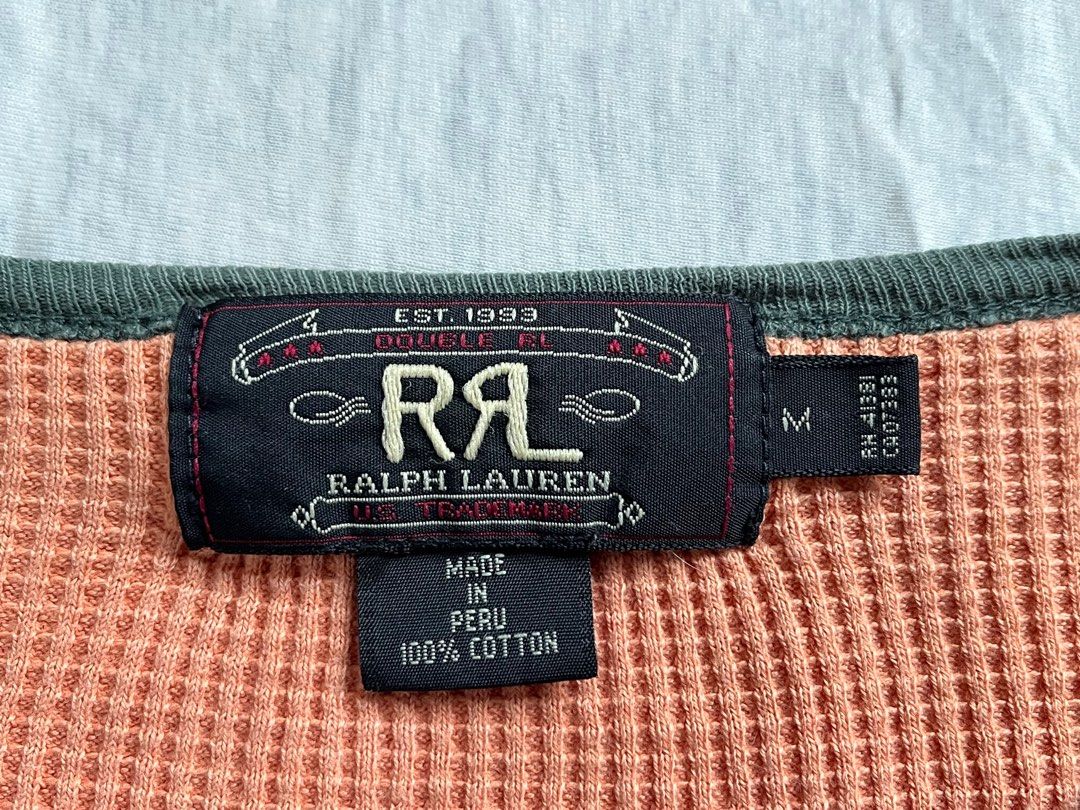 EST. 1993
DOUBLE RL
RRL
RALPH LAUREN
U.S. TRADEMARK
M
RN 41381
CA07383
MADE
IN
PERU
100% COTTON